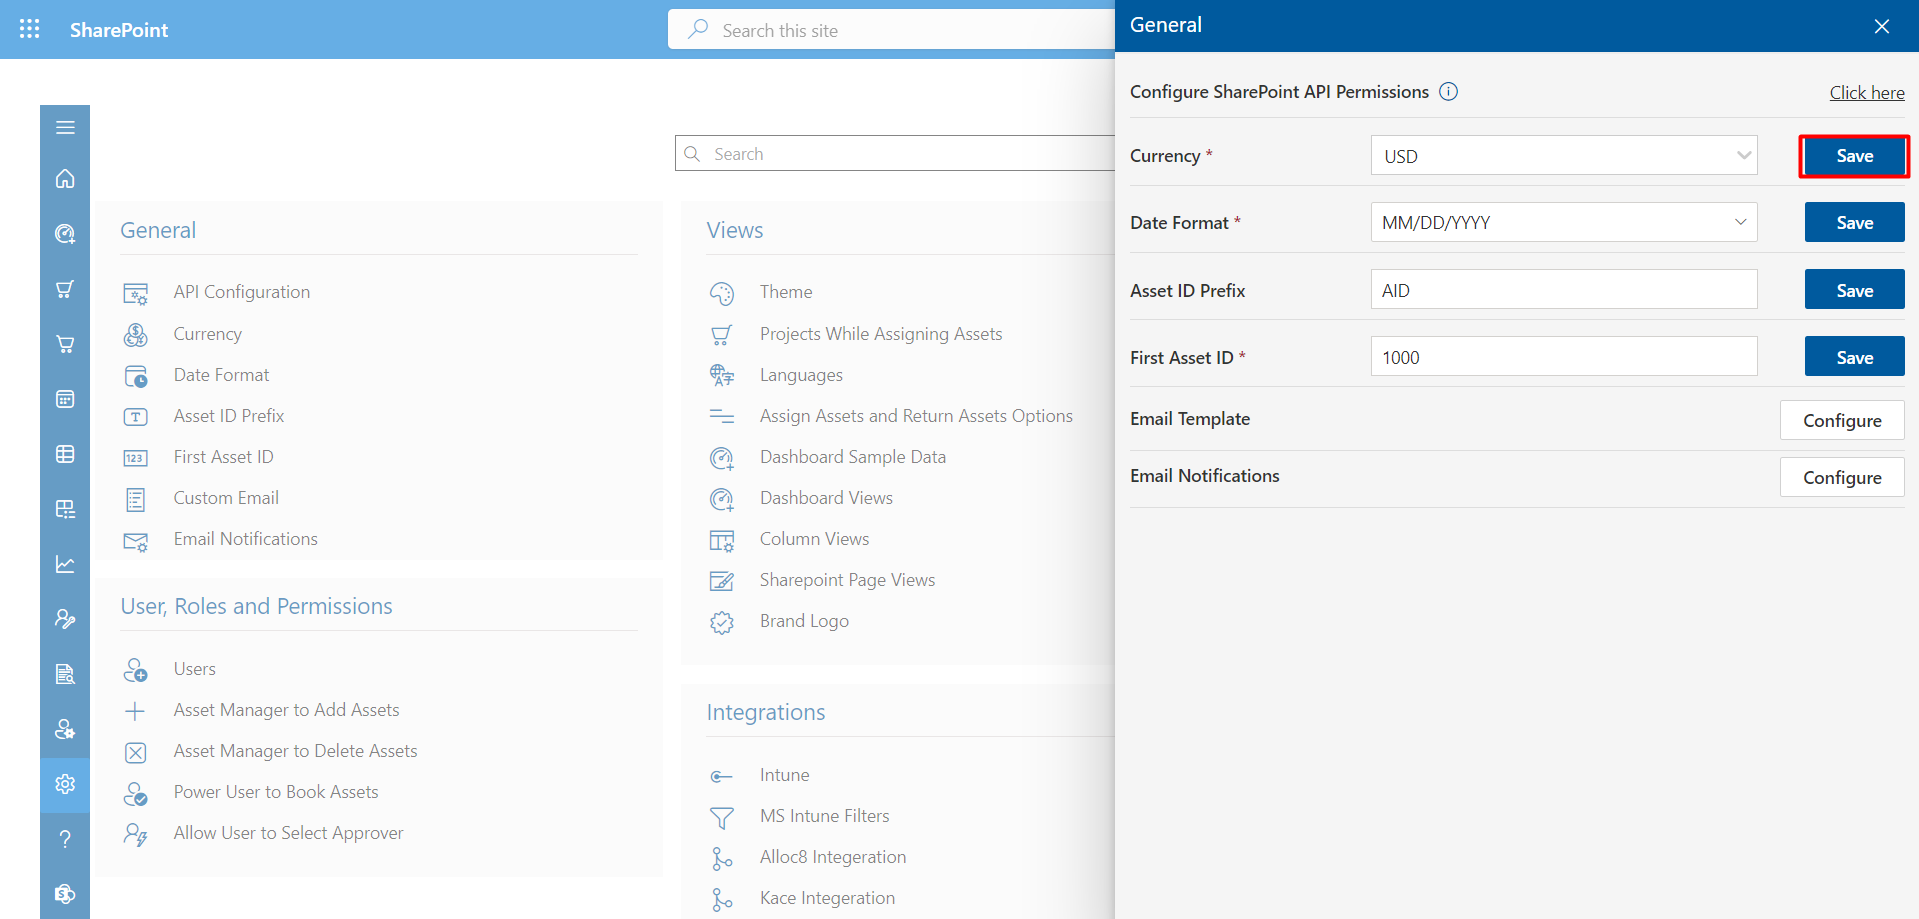 SharePoint
Search this site
Search
General
API Configuration
Currency
Date Format
Asset ID Prefix
123 First Asset ID
Custom Email
Email Notifications
User, Roles and Permissions
Users
Asset Manager to Add Assets
Asset Manager to Delete Assets
Power User to Book Assets
Allow User to Select Approver
Views
Theme
Projects While Assigning Assets
Languages
Assign Assets and Return Assets Options
Dashboard Sample Data
Dashboard Views
Column Views
Sharepoint Page Views
Brand Logo
Integrations
Intune
MS Intune Filters
Alloc8 Integeration
Kace Integeration
General
Configure SharePoint API Permissions Click here
Currency * USD Save
Date Format * MM/DD/YYYY Save
Asset ID Prefix AID Save
First Asset ID * 1000 Save
Email Template Configure
Email Notifications Configure